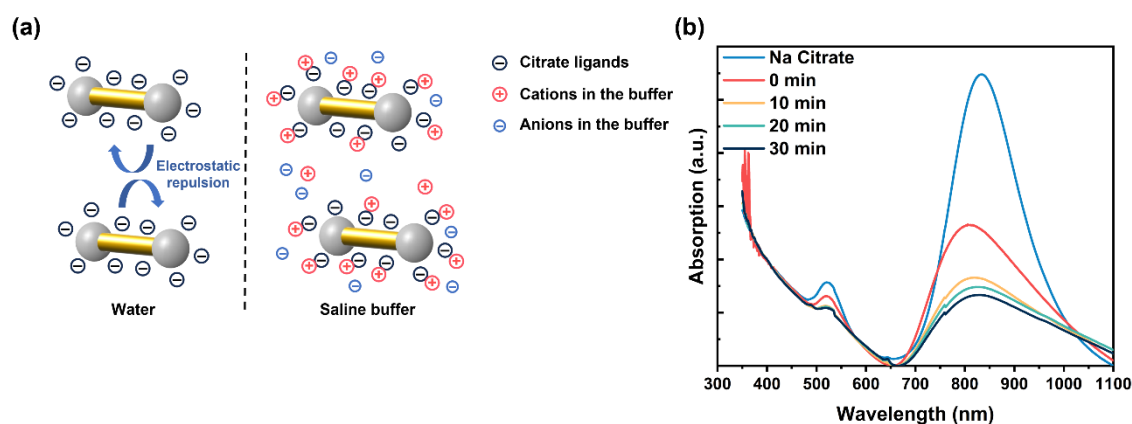 (a)
Electrostatic
repulsion
Water
Saline buffer
Citrate ligands
Cations in the buffer
Anions in the buffer
(b)
Na Citrate
0 min
10 min
20 min
30 min
Absorption (a.u.)
300 400 500 600 700 800 900 1000 1100
Wavelength (nm)